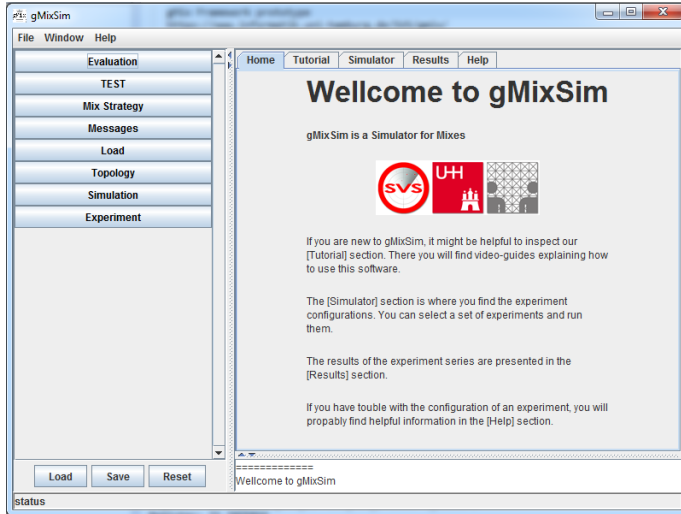 gMixSim
File Window Help
Evaluation
TEST
Mix Strategy
Messages
Load
Topology
Simulation
Experiment
Load Save Reset
status
Home Tutorial Simulator Results Help
Wellcome to gMixSim
gMixSim is a Simulator for Mixes
SVS UHH
If you are new to gMixSim, it might be helpful to inspect our
[Tutorial] section. There you will find video-guides explaining how
to use this software.
The [Simulator] section is where you find the experiment
configurations. You can select a set of experiments and run
them.
The results of the experiment series are presented in the
[Results] section.
If you have touble with the configuration of an experiment, you will
propably find helpful information in the [Help] section.
=============
Wellcome to gMixSim